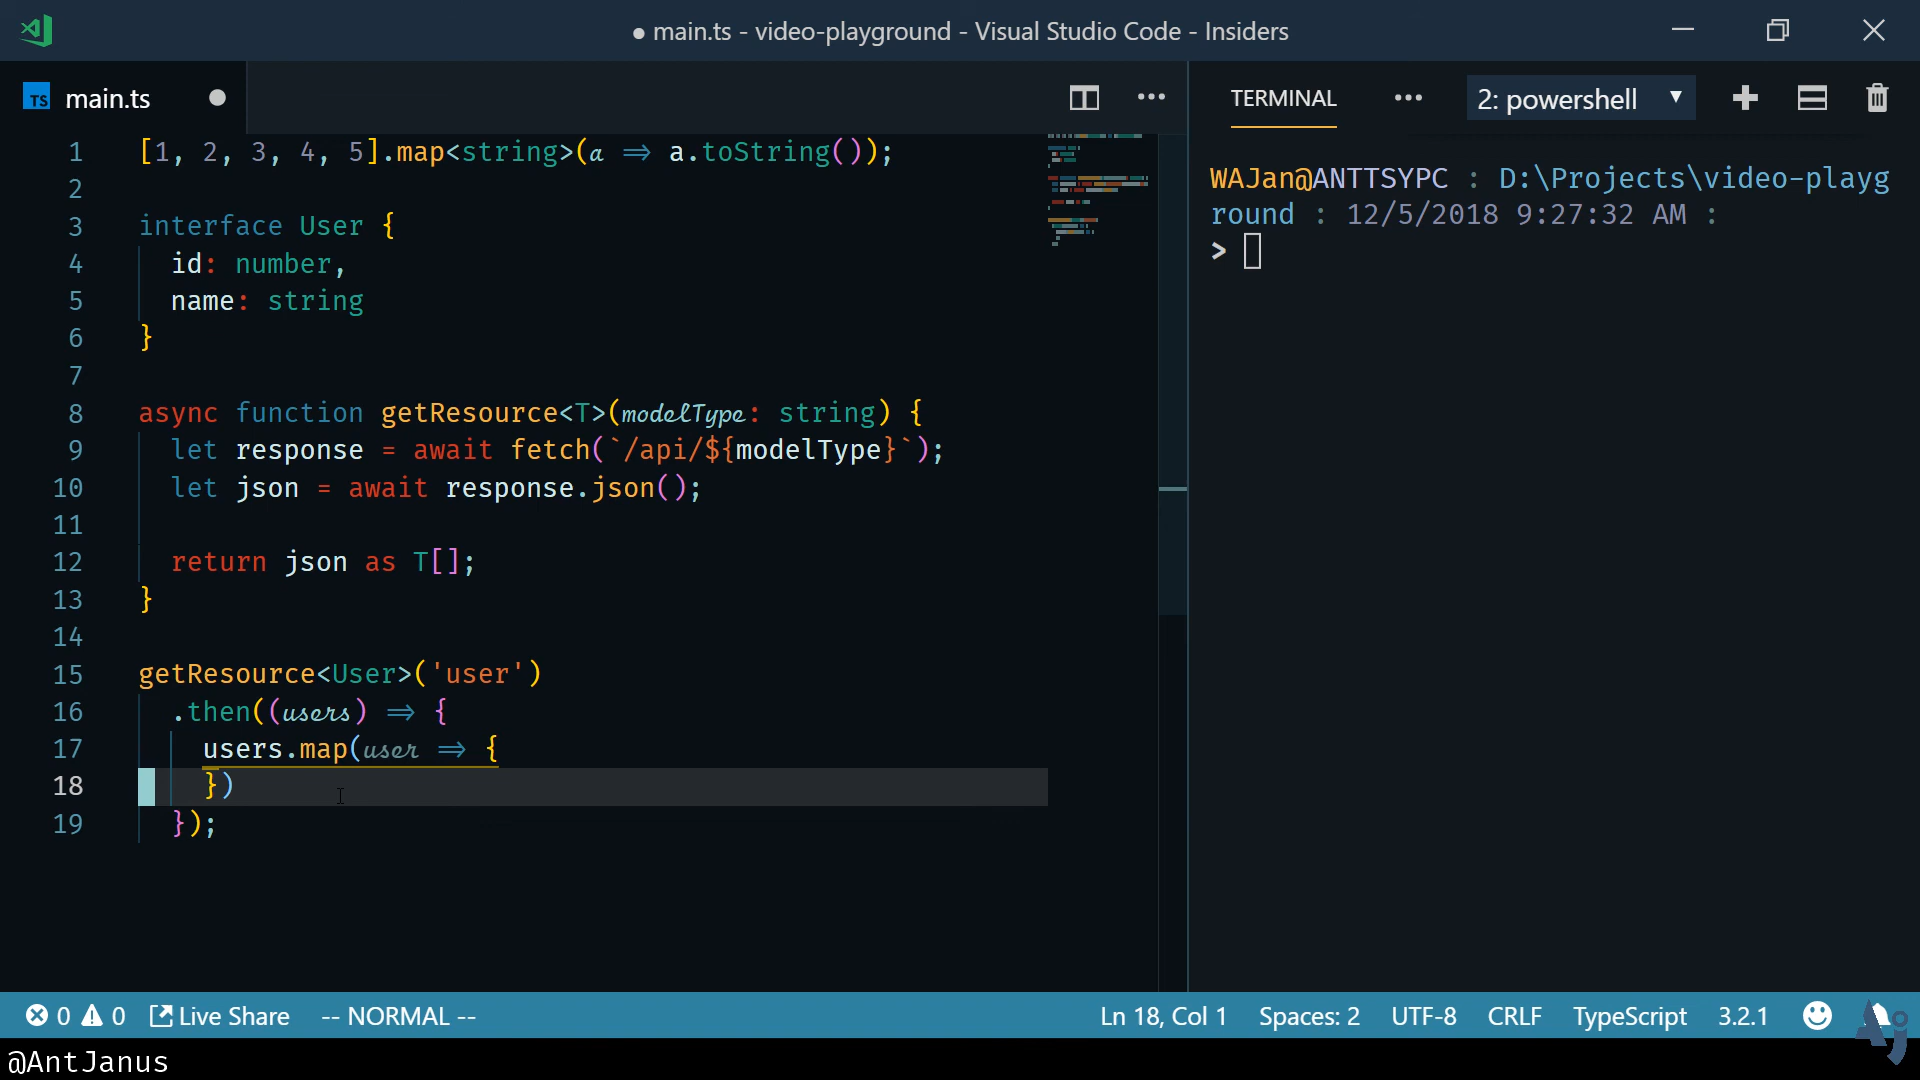 ● main.ts - video-playground - Visual Studio Code - Insiders
TS main.ts ●
1 [1, 2, 3, 4, 5].map<string>(a => a.toString());
2
3 interface User {
4   id: number,
5   name: string
6 }
7
8 async function getResource<T>(modelType: string) {
9   let response = await fetch(`/api/${modelType}`);
10   let json = await response.json();
11
12   return json as T[];
13 }
14
15 getResource<User>('user')
16   .then((users) => {
17     users.map(user => {
18     })
19   });
TERMINAL ··· 2: powershell
WAJan@ANTTSYPC : D:\Projects\video-playg
round : 12/5/2018 9:27:32 AM :
>
0 0 Live Share -- NORMAL -- Ln 18, Col 1 Spaces: 2 UTF-8 CRLF TypeScript 3.2.1
Aj
@AntJanus